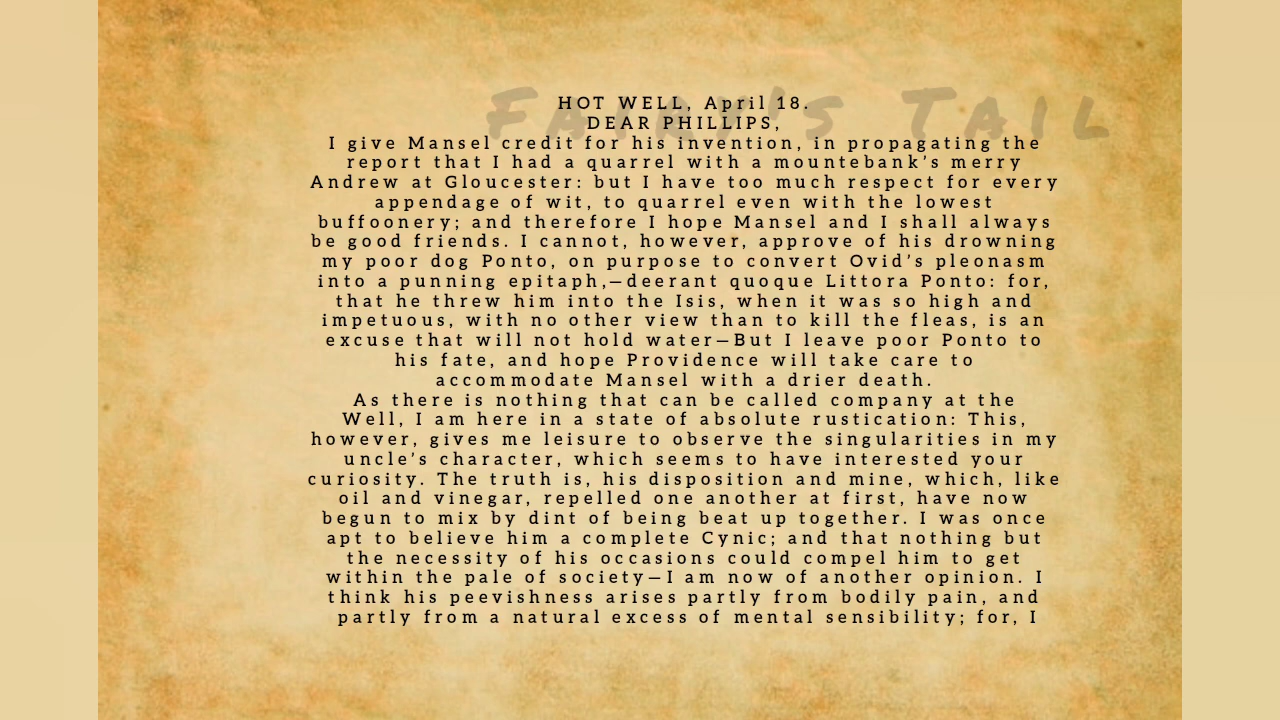 FAIRY'S TAIL
HOT WELL, April 18.
DEAR PHILLIPS,
I give Mansel credit for his invention, in propagating the
report that I had a quarrel with a mountebank's merry
Andrew at Gloucester: but I have too much respect for every
appendage of wit, to quarrel even with the lowest
buffoonery; and therefore I hope Mansel and I shall always
be good friends. I cannot, however, approve of his drowning
my poor dog Ponto, on purpose to convert Ovid's pleonasm
into a punning epitaph,—deerant quoque Littora Ponto: for,
that he threw him into the Isis, when it was so high and
impetuous, with no other view than to kill the fleas, is an
excuse that will not hold water—But I leave poor Ponto to
his fate, and hope Providence will take care to
accommodate Mansel with a drier death.
As there is nothing that can be called company at the
Well, I am here in a state of absolute rustication: This,
however, gives me leisure to observe the singularities in my
uncle's character, which seems to have interested your
curiosity. The truth is, his disposition and mine, which, like
oil and vinegar, repelled one another at first, have now
begun to mix by dint of being beat up together. I was once
apt to believe him a complete Cynic; and that nothing but
the necessity of his occasions could compel him to get
within the pale of society—I am now of another opinion. I
think his peevishness arises partly from bodily pain, and
partly from a natural excess of mental sensibility; for, I